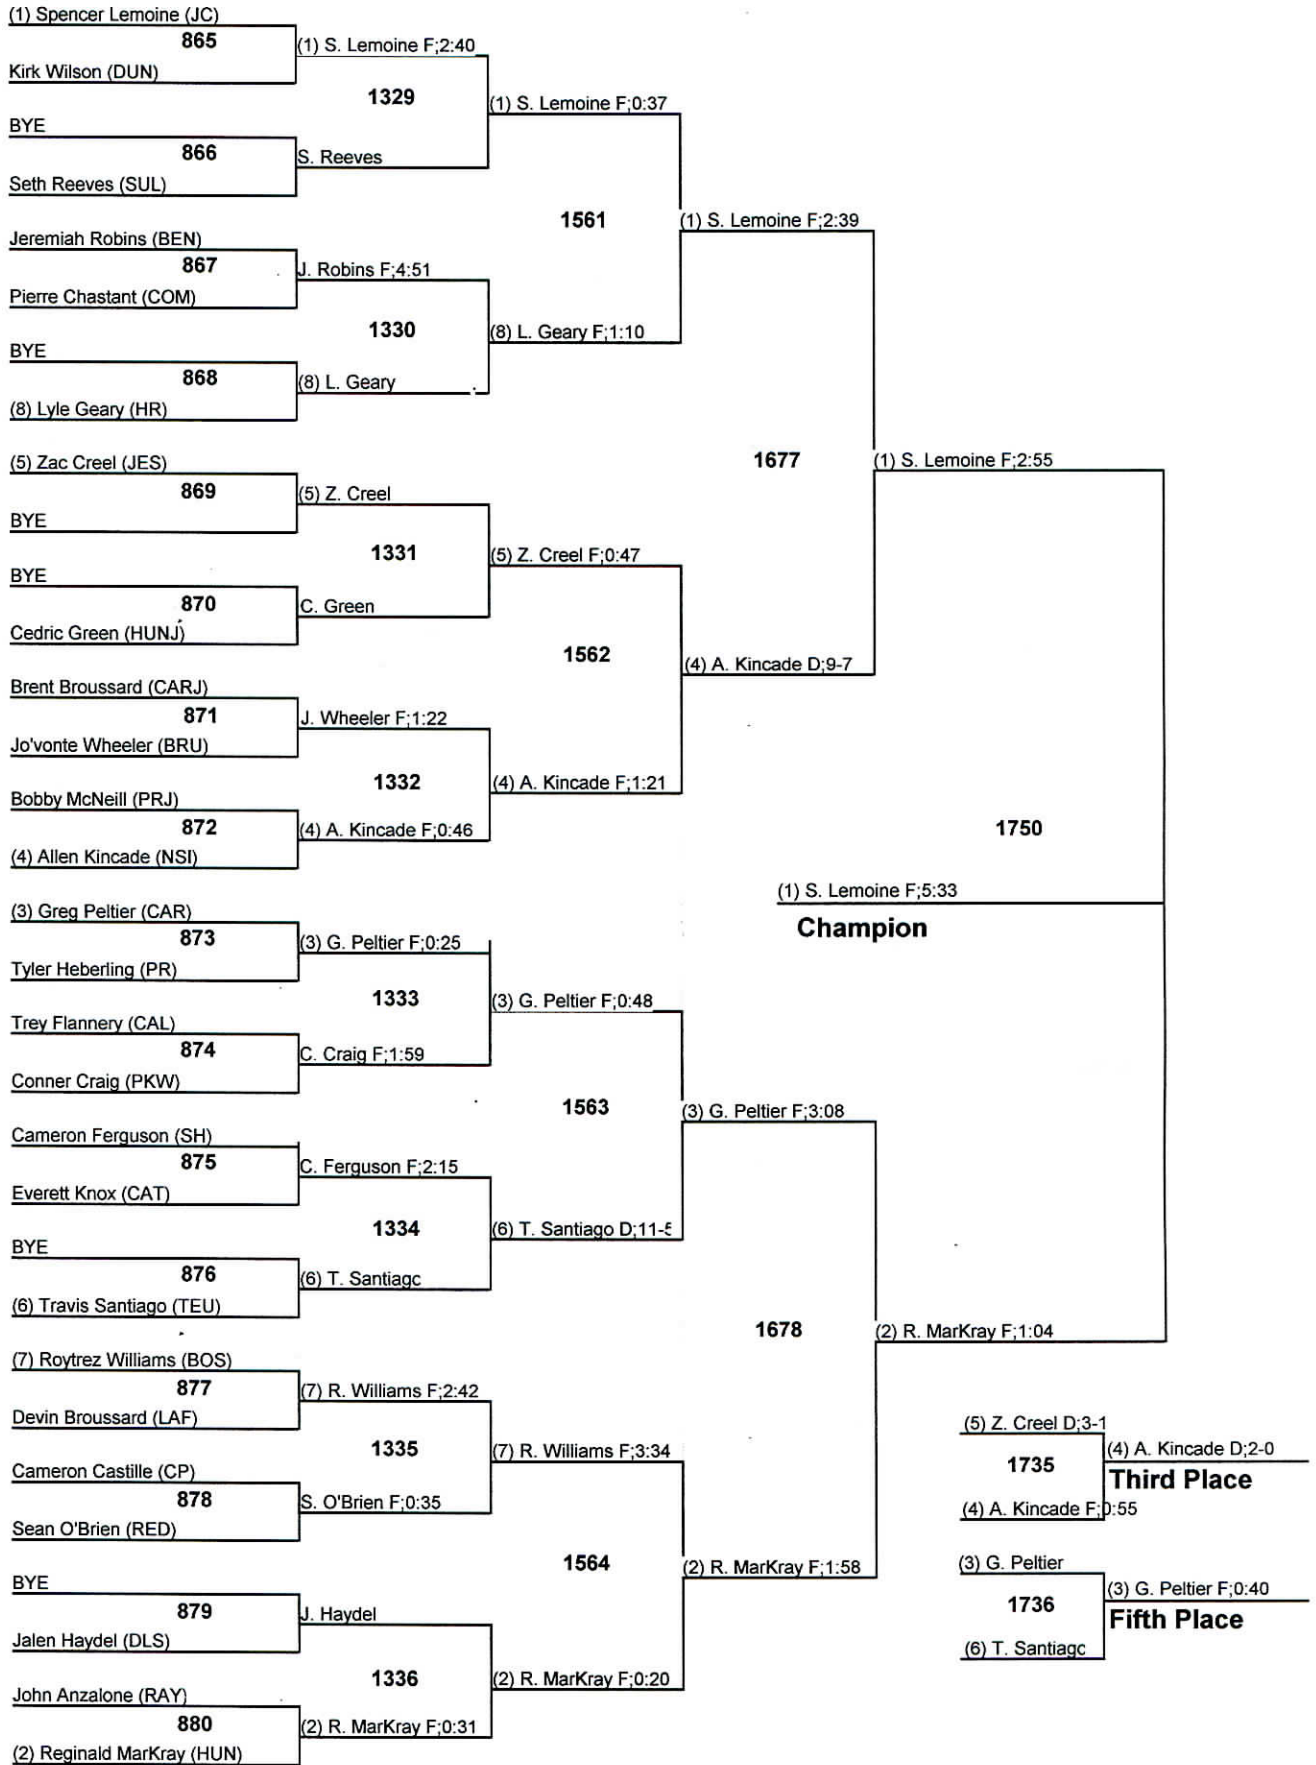 (1) Spencer Lemoine (JC)
865
Kirk Wilson (DUN)
BYE
866
Seth Reeves (SUL)
Jeremiah Robins (BEN)
867
Pierre Chastant (COM)
BYE
868
(8) Lyle Geary (HR)
(5) Zac Creel (JES)
869
BYE
BYE
870
Cedric Green (HUNJ)
Brent Broussard (CARJ)
871
Jo'vonte Wheeler (BRU)
Bobby McNeill (PRJ)
872
(4) Allen Kincade (NSI)
(3) Greg Peltier (CAR)
873
Tyler Heberling (PR)
Trey Flannery (CAL)
874
Conner Craig (PKW)
Cameron Ferguson (SH)
875
Everett Knox (CAT)
BYE
876
(6) Travis Santiago (TEU)
(7) Roytrez Williams (BOS)
877
Devin Broussard (LAF)
Cameron Castille (CP)
878
Sean O'Brien (RED)
BYE
879
Jalen Haydel (DLS)
John Anzalone (RAY)
880
(2) Reginald MarKray (HUN)
(1) S. Lemoine F;2:40
1329
S. Reeves
J. Robins F;4:51
1330
(8) L. Geary
(5) Z. Creel
1331
C. Green
J. Wheeler F;1:22
1332
(4) A. Kincade F;0:46
(3) G. Peltier F;0:25
1333
C. Craig F;1:59
C. Ferguson F;2:15
1334
(6) T. Santiago
(7) R. Williams F;2:42
1335
S. O'Brien F;0:35
J. Haydel
1336
(2) R. MarKray F;0:31
(1) S. Lemoine F;0:37
1561
(8) L. Geary F;1:10
(5) Z. Creel F;0:47
1562
(4) A. Kincade F;1:21
(3) G. Peltier F;0:48
1563
(6) T. Santiago D;11-5
(7) R. Williams F;3:34
1564
(2) R. MarKray F;0:20
(1) S. Lemoine F;2:39
1677
(4) A. Kincade D;9-7
(3) G. Peltier F;3:08
1678
(2) R. MarKray F;1:58
(1) S. Lemoine F;2:55
1750
(2) R. MarKray F;1:04
(1) S. Lemoine F;5:33
Champion
(5) Z. Creel D;3-1
1735
(4) A. Kincade F;0:55
(4) A. Kincade D;2-0
Third Place
(3) G. Peltier
1736
(6) T. Santiago
(3) G. Peltier F;0:40
Fifth Place